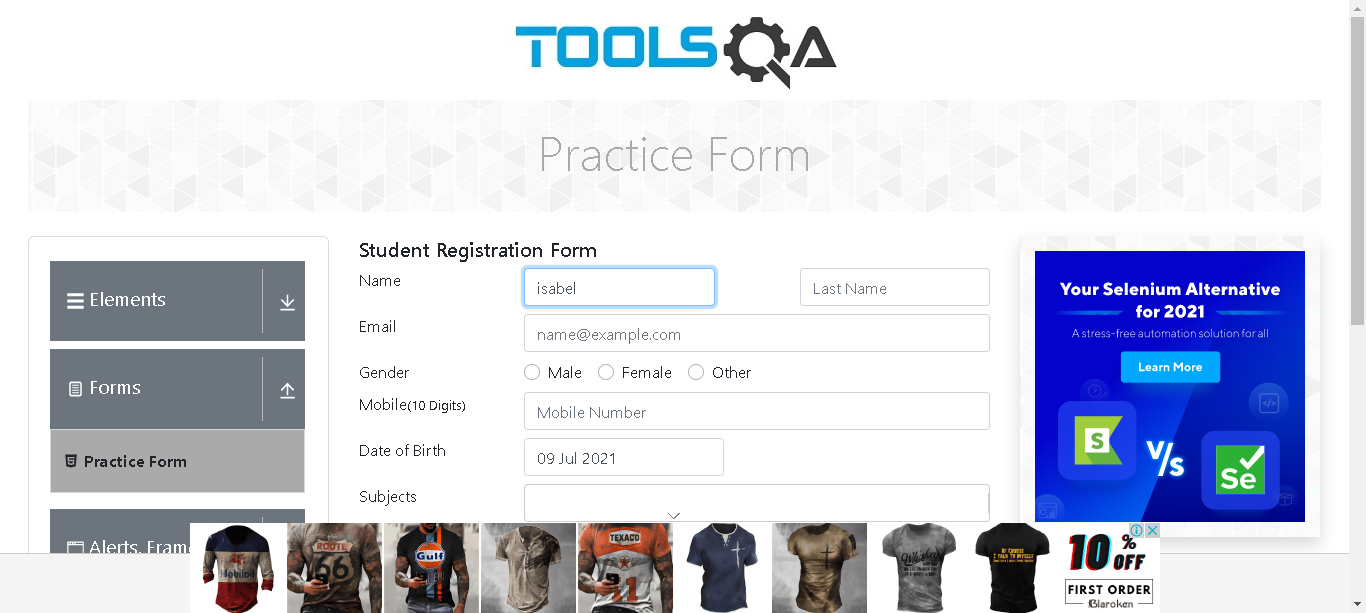 TOOLSQA
Practice Form
Elements
Forms
Practice Form
Alerts, Frame
Student Registration Form
Name
isabel
Last Name
Email
name@example.com
Gender
Male
Female
Other
Mobile(10 Digits)
Mobile Number
Date of Birth
09 Jul 2021
Subjects
Your Selenium Alternative
for 2021
A stress-free automation solution for all
Learn More
S
V/s
Se
ROUTE
66
Gulf
TEXACO
10% OFF
FIRST ORDER
Blaroken